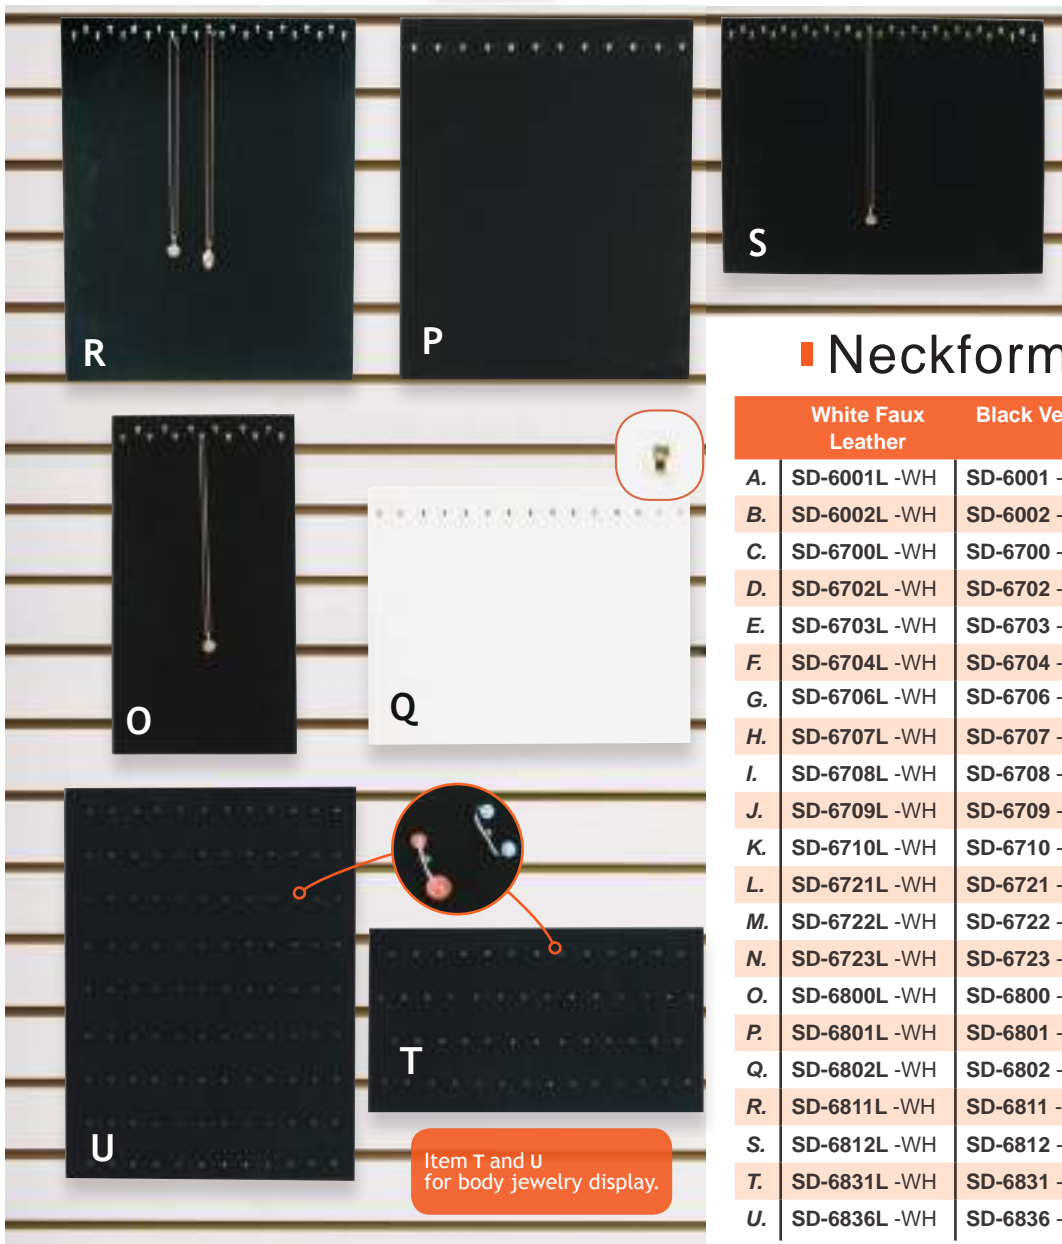 R
P
S
O
Q
U
T
Item T and U
for body jewelry display.
Neckform
White Faux Leather Black Ve
A. SD-6001L -WH SD-6001 -
B. SD-6002L -WH SD-6002 -
C. SD-6700L -WH SD-6700 -
D. SD-6702L -WH SD-6702 -
E. SD-6703L -WH SD-6703 -
F. SD-6704L -WH SD-6704 -
G. SD-6706L -WH SD-6706 -
H. SD-6707L -WH SD-6707 -
I. SD-6708L -WH SD-6708 -
J. SD-6709L -WH SD-6709 -
K. SD-6710L -WH SD-6710 -
L. SD-6721L -WH SD-6721 -
M. SD-6722L -WH SD-6722 -
N. SD-6723L -WH SD-6723 -
O. SD-6800L -WH SD-6800 -
P. SD-6801L -WH SD-6801 -
Q. SD-6802L -WH SD-6802 -
R. SD-6811L -WH SD-6811 -
S. SD-6812L -WH SD-6812 -
T. SD-6831L -WH SD-6831 -
U. SD-6836L -WH SD-6836 -